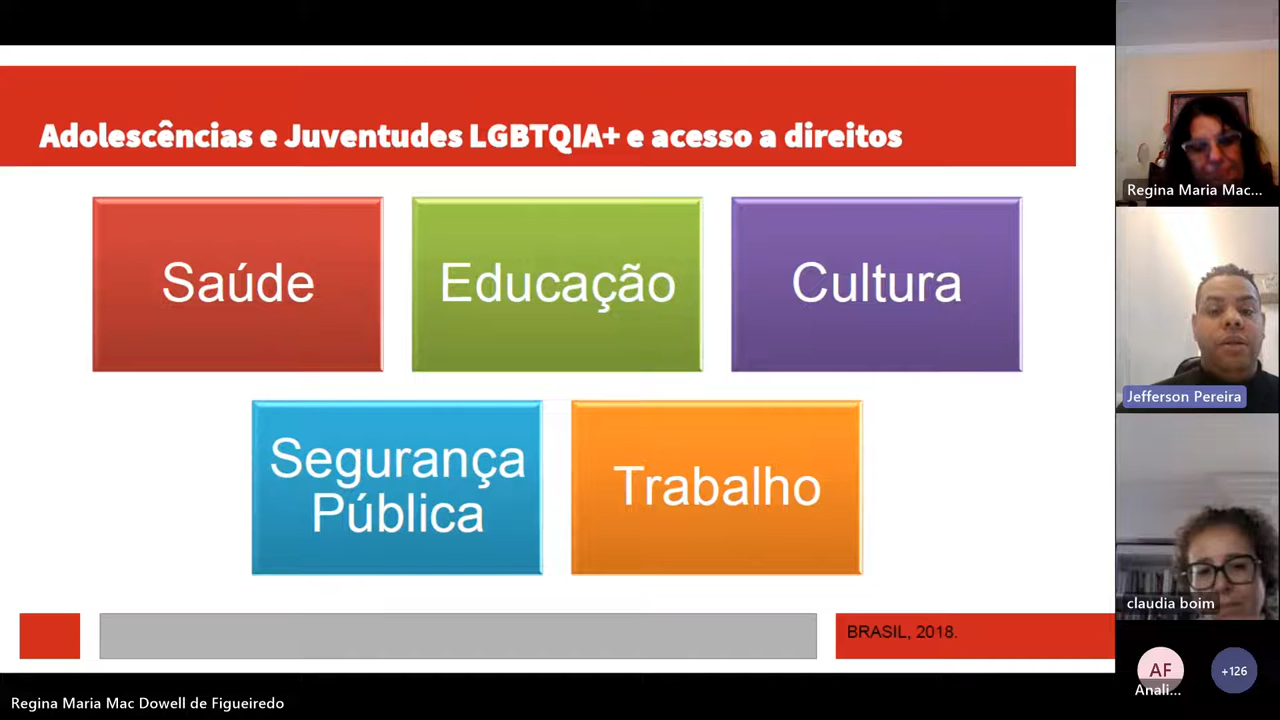 Adolescências e Juventudes LGBTQIA+ e acesso a direitos
Saúde
Educação
Cultura
Segurança
Pública
Trabalho
BRASIL, 2018.
Regina Maria Mac...
Jefferson Pereira
claudia boim
AF
Anali...
+126
Regina Maria Mac Dowell de Figueiredo